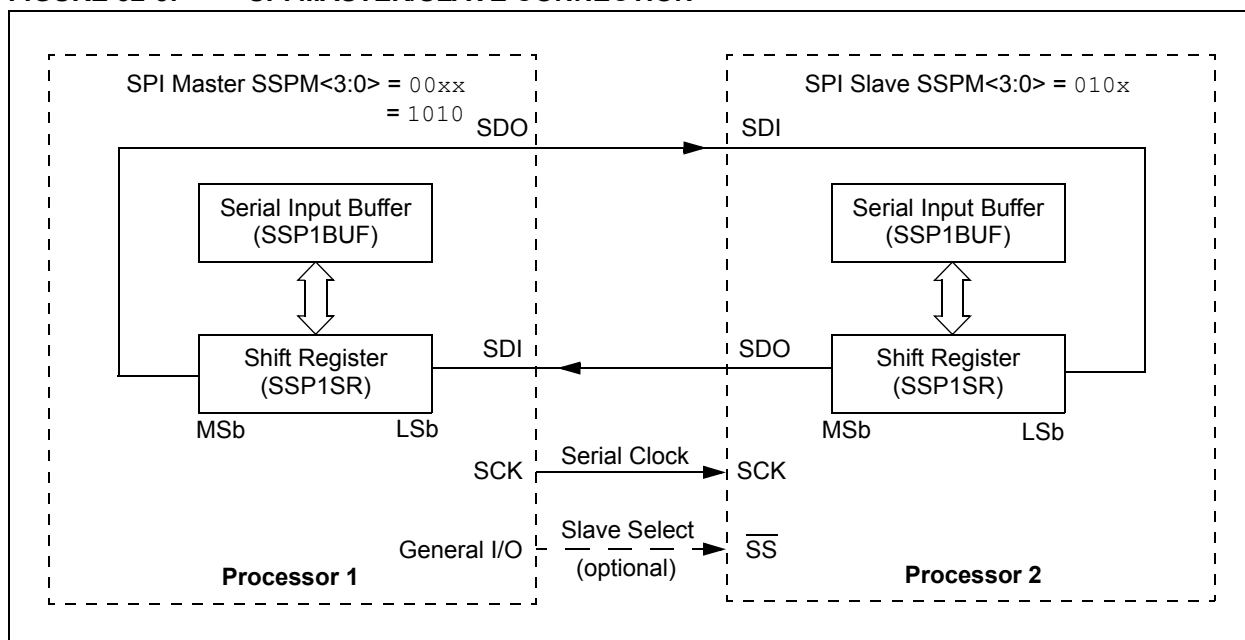 SPI Master SSPM<3:0> = 00xx
= 1010
SDO
Serial Input Buffer
(SSP1BUF)
Shift Register
(SSP1SR)
MSb
LSb
SDI
SCK
General I/O
Processor 1
Serial Clock
Slave Select
(optional)
SPI Slave SSPM<3:0> = 010x
SDI
Serial Input Buffer
(SSP1BUF)
SDO
Shift Register
(SSP1SR)
MSb
LSb
SCK
SS
Processor 2